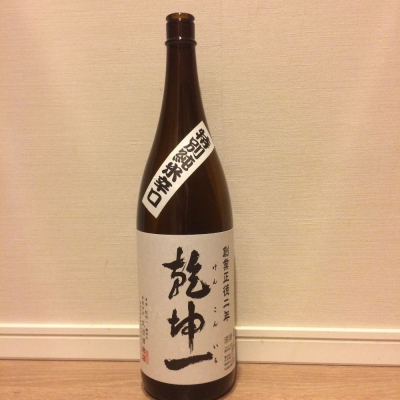 特別純米辛口
創業正徳二年
乾坤一
けんこんいち